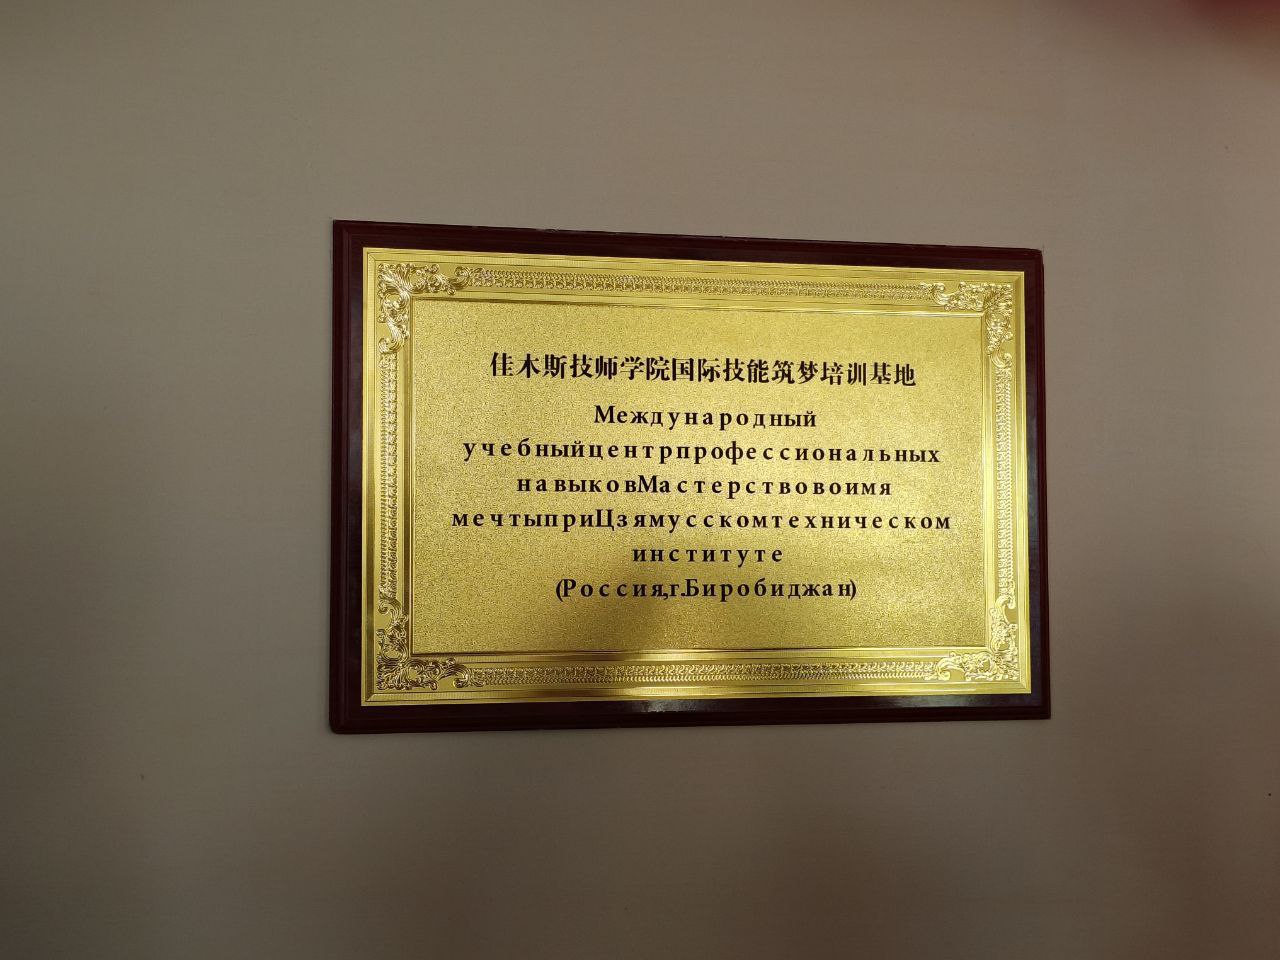 佳木斯技师学院国际技能筑梦培训基地
Международный
учебныйцентрпрофессиональных
навыковМастерствовоимя
мечтыприЦзямусскомтехническом
институте
(Россия,г.Биробиджан)